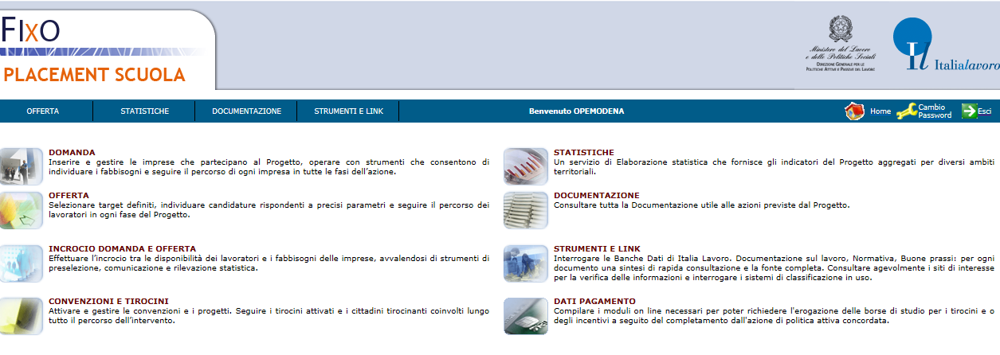 FIxO
PLACEMENT SCUOLA
Ministero del Lavoro
e delle Politiche Sociali
DIREZIONE GENERALE PER LE
POLITICHE ATTIVE E PASSIVE DEL LAVORO
Il Italialavoro
OFFERTA STATISTICHE DOCUMENTAZIONE STRUMENTI E LINK Benvenuto OPEMODENA Home Cambio Password Esci
DOMANDA
Inserire e gestire le imprese che partecipano al Progetto, operare con strumenti che consentono di
individuare i fabbisogni e seguire il percorso di ogni impresa in tutte le fasi dell'azione.
STATISTICHE
Un servizio di Elaborazione statistica che fornisce gli indicatori del Progetto aggregati per diversi ambiti
territoriali.
OFFERTA
Selezionare target definiti, individuare candidature rispondenti a precisi parametri e seguire il percorso dei
lavoratori in ogni fase del Progetto.
DOCUMENTAZIONE
Consultare tutta la Documentazione utile alle azioni previste dal Progetto.
INCROCIO DOMANDA E OFFERTA
Effettuare l'incrocio tra le disponibilità dei lavoratori e i fabbisogni delle imprese, avvalendosi di strumenti di
preselezione, comunicazione e rilevazione statistica.
STRUMENTI E LINK
Interrogare le Banche Dati di Italia Lavoro. Documentazione sul lavoro, Normativa, Buone prassi: per ogni
documento una sintesi di rapida consultazione e la fonte completa. Consultare agevolmente i siti di interesse
per la verifica delle informazioni e interrogare i sistemi di classificazione in uso.
CONVENZIONI E TIROCINI
Attivare e gestire le convenzioni e i progetti. Seguire i tirocini attivati e i cittadini tirocinanti coinvolti lungo
tutto il percorso dell'intervento.
DATI PAGAMENTO
Compilare i moduli on line necessari per poter richiedere l'erogazione delle borse di studio per i tirocini e o
degli incentivi a seguito del completamento dall'azione di politica attiva concordata.